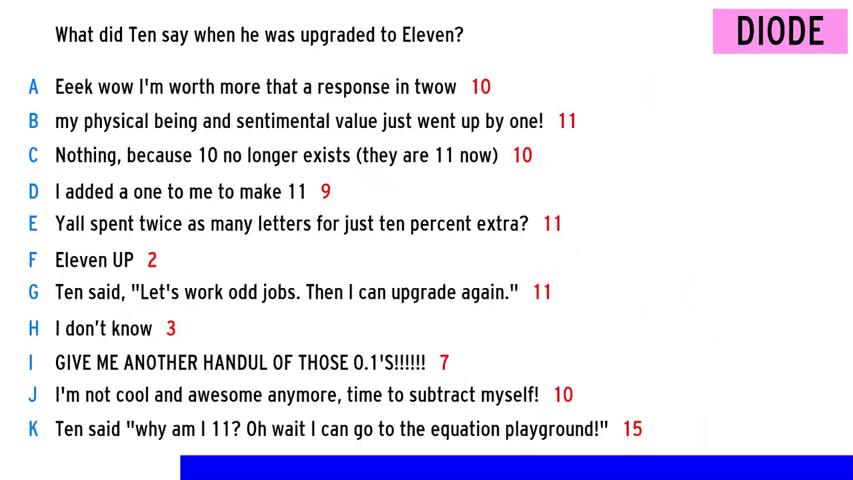 What did Ten say when he was upgraded to Eleven?
DIODE
A Eeek wow I'm worth more that a response in twow 10
B my physical being and sentimental value just went up by one! 11
C Nothing, because 10 no longer exists (they are 11 now) 10
D I added a one to me to make 11 9
E Yall spent twice as many letters for just ten percent extra? 11
F Eleven UP 2
G Ten said, "Let's work odd jobs. Then I can upgrade again." 11
H I don’t know 3
I GIVE ME ANOTHER HANDUL OF THOSE 0.1'S!!!!!! 7
J I'm not cool and awesome anymore, time to subtract myself! 10
K Ten said "why am I 11? Oh wait I can go to the equation playground!" 15